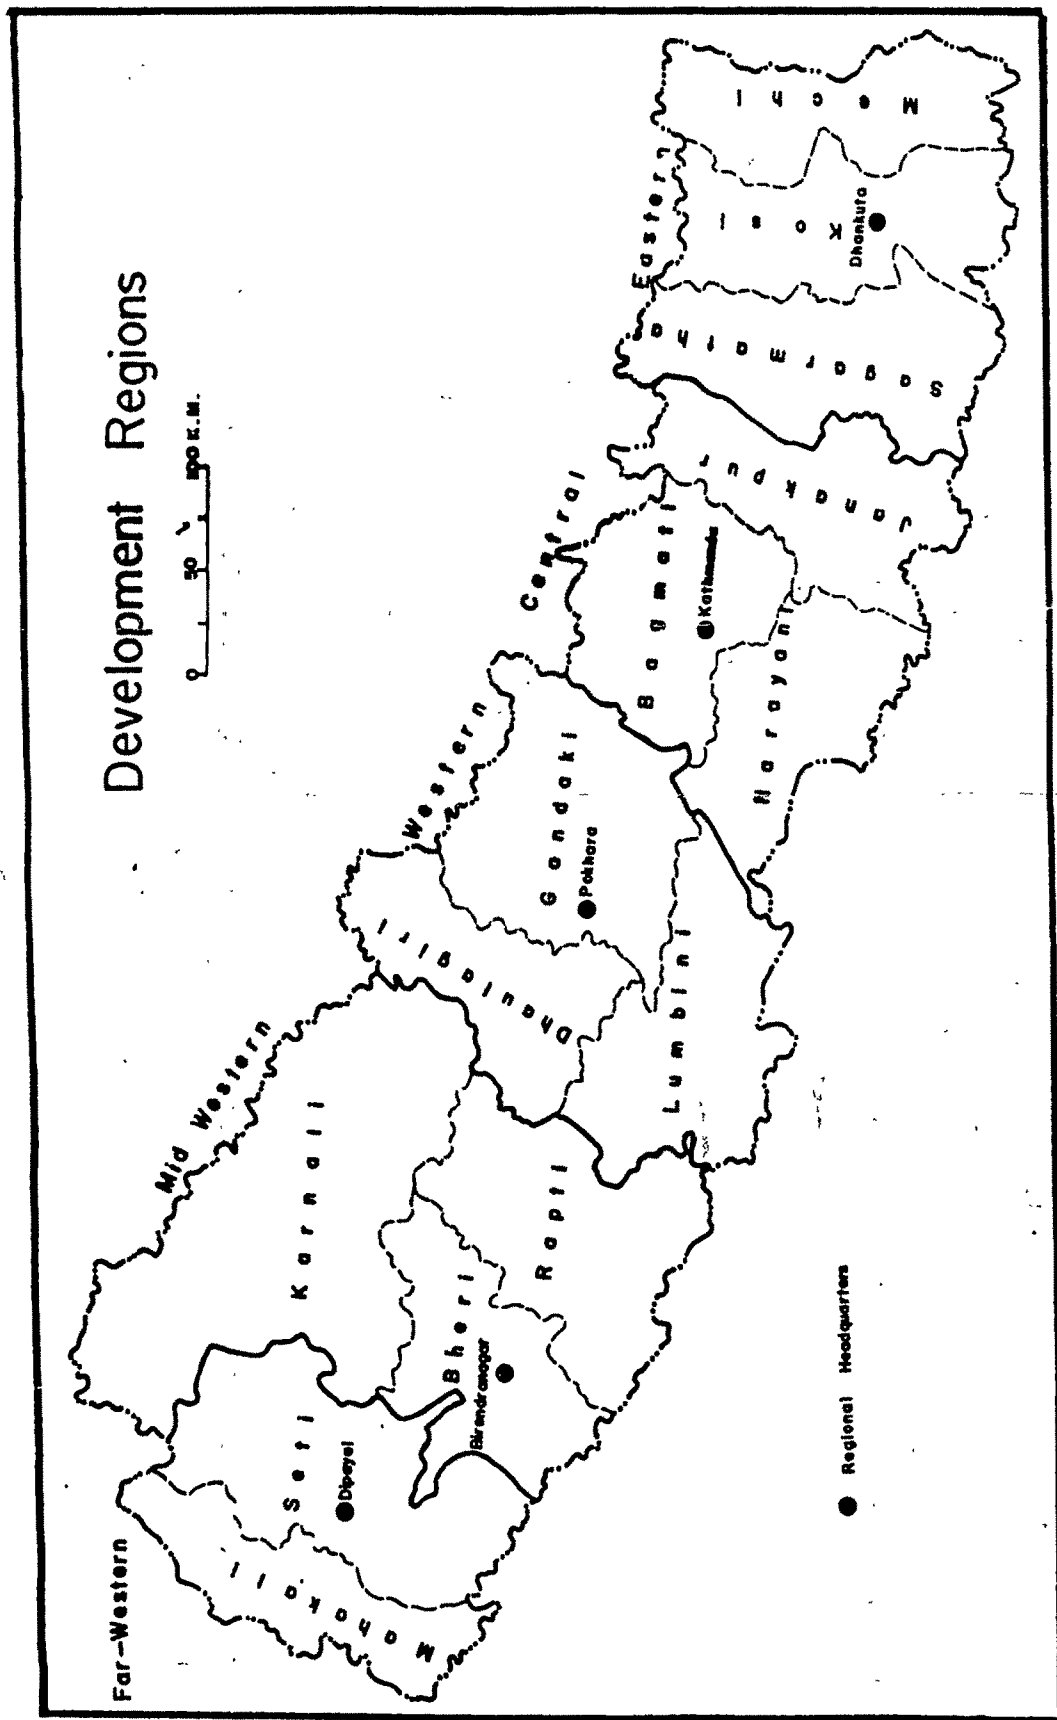 Development Regions
0 50 100 K.M.
Far-Western
Mid Western
Western
Central
Eastern
Mahakali
Seti
Dipayal
Karnali
Bheri
Birendranagar
Rapti
Dhaulagiri
Gandaki
Pokhara
Lumbini
Bagmati
Kathmandu
Narayani
Janakpur
Sagarmatha
Kosi
Dhankuta
Mechi
Regional Headquarters